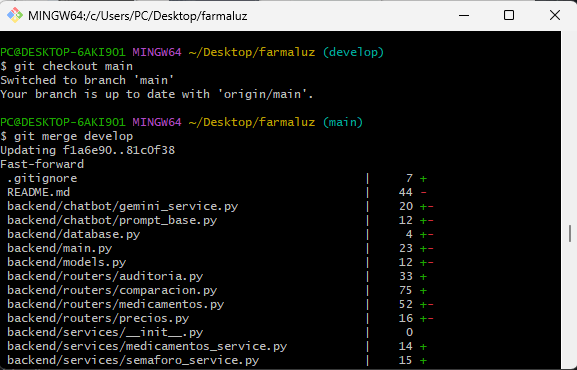 MINGW64:/c/Users/PC/Desktop/farmaluz
PC@DESKTOP-6AKI9O1 MINGW64 ~/Desktop/farmaluz (develop)
$ git checkout main
Switched to branch 'main'
Your branch is up to date with 'origin/main'.
PC@DESKTOP-6AKI9O1 MINGW64 ~/Desktop/farmaluz (main)
$ git merge develop
Updating f1a6e90..81c0f38
Fast-forward
.gitignore | 7 +
README.md | 44 -
backend/chatbot/gemini_service.py | 20 +-
backend/chatbot/prompt_base.py | 12 +-
backend/database.py | 4 +-
backend/main.py | 23 +-
backend/models.py | 12 +-
backend/routers/auditoria.py | 33 +
backend/routers/comparacion.py | 75 +
backend/routers/medicamentos.py | 52 +-
backend/routers/precios.py | 16 +-
backend/services/__init__.py | 0
backend/services/medicamentos_service.py | 14 +
backend/services/semaforo_service.py | 15 +